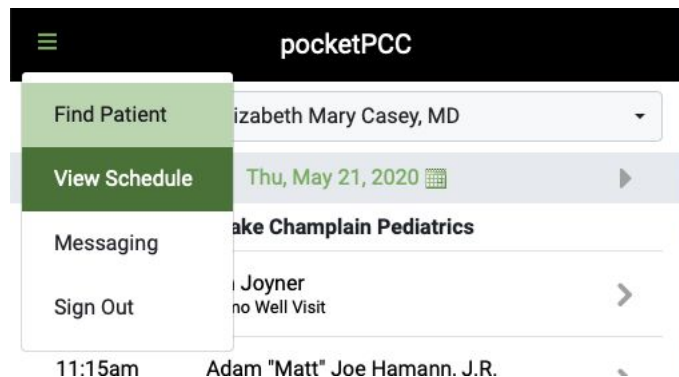 pocketPCC
Find Patient
izabeth Mary Casey, MD
View Schedule
Thu, May 21, 2020
ake Champlain Pediatrics
Messaging
Joyner
no Well Visit
Sign Out
11:15am Adam "Matt" Joe Hamann, J.R.